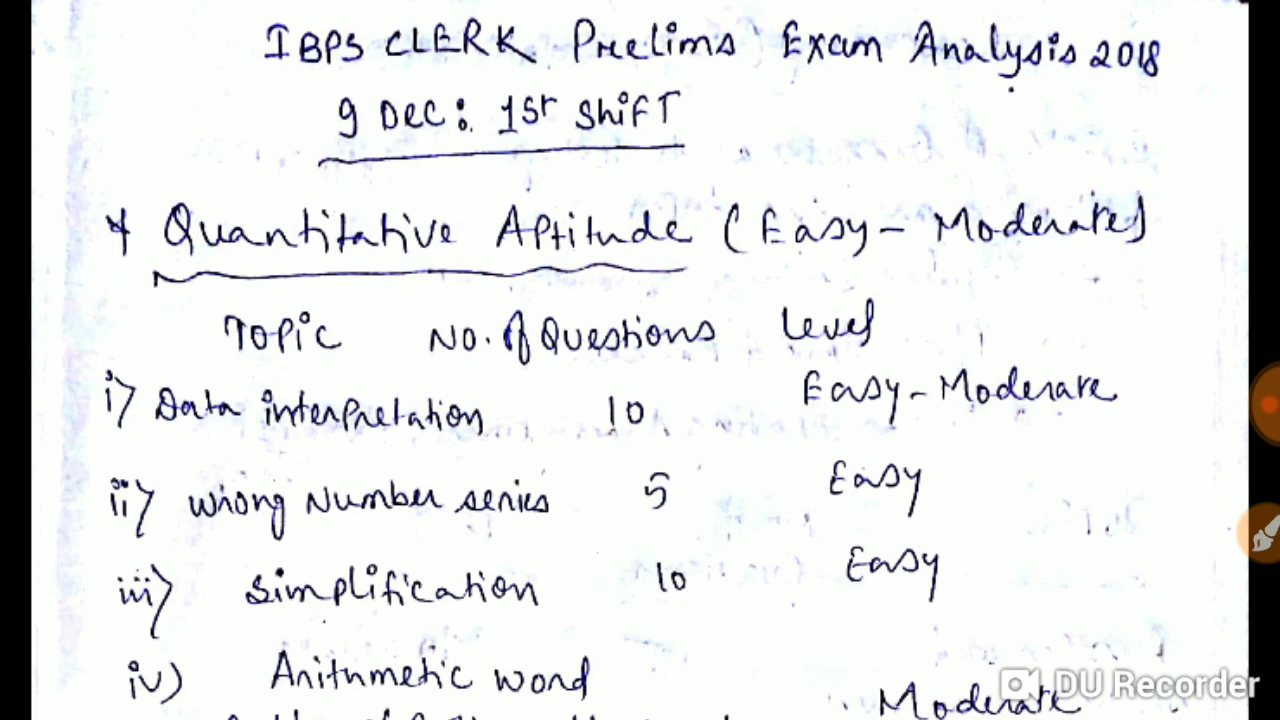 IBPS CLERK Prelims Exam Analysis 2018
9 Dec: 1st Shift
Quantitative Aptitude (Easy - Moderate)
Topic No. of Questions level
i) Data interpretation 10 Easy - Moderate
ii) Wrong Number series 5 Easy
iii) Simplification 10 Easy
iv) Arithmetic word
Moderate
DU Recorder